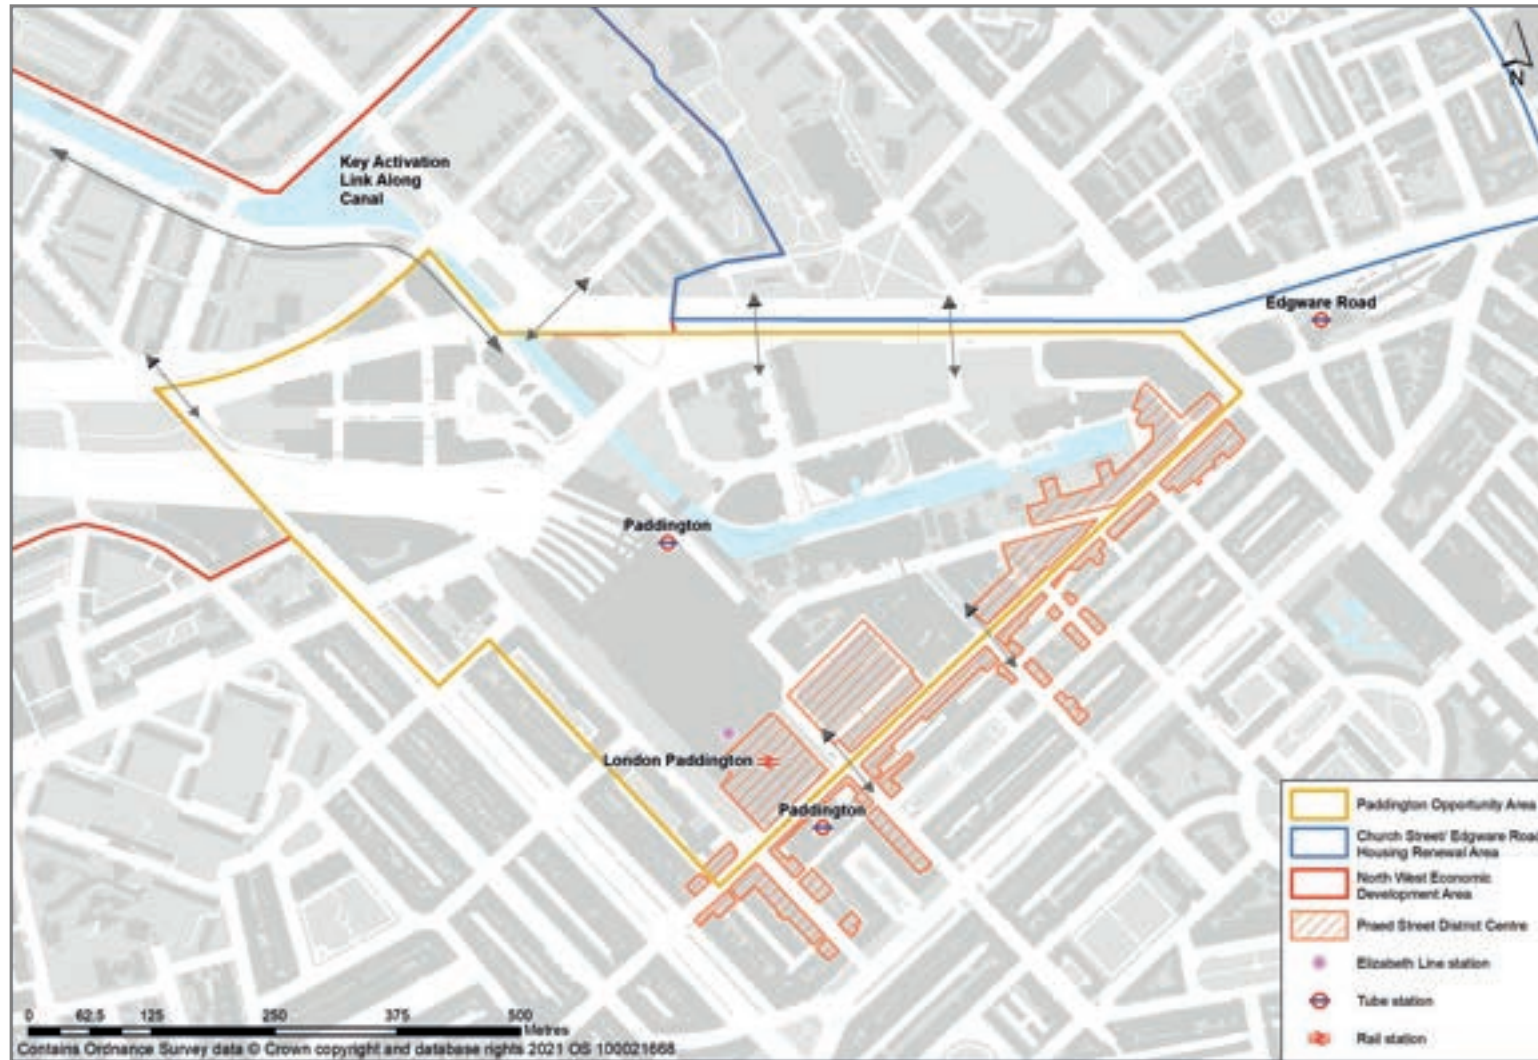 N
Key Activation
Link Along
Canal
Edgware Road
Paddington
London Paddington
Paddington
Paddington Opportunity Area
Church Street/ Edgware Road
Housing Renewal Area
North West Economic
Development Area
Praed Street District Centre
Elizabeth Line station
Tube station
Rail station
0 62.5 125 250 375 500
Metres
Contains Ordnance Survey data © Crown copyright and database rights 2021 OS 100021668